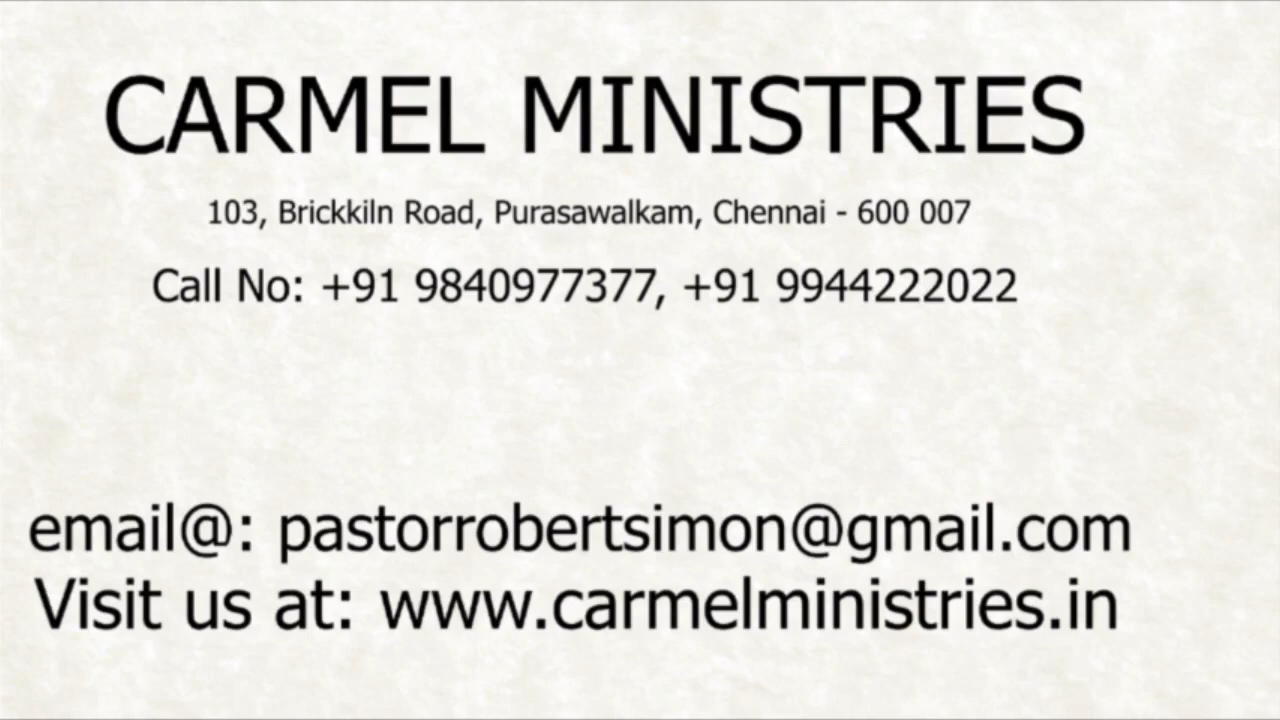 CARMEL MINISTRIES
103, Brickkiln Road, Purasawalkam, Chennai - 600 007
Call No: +91 9840977377, +91 9944222022
email@: pastorrobertsimon@gmail.com
Visit us at: www.carmelministries.in